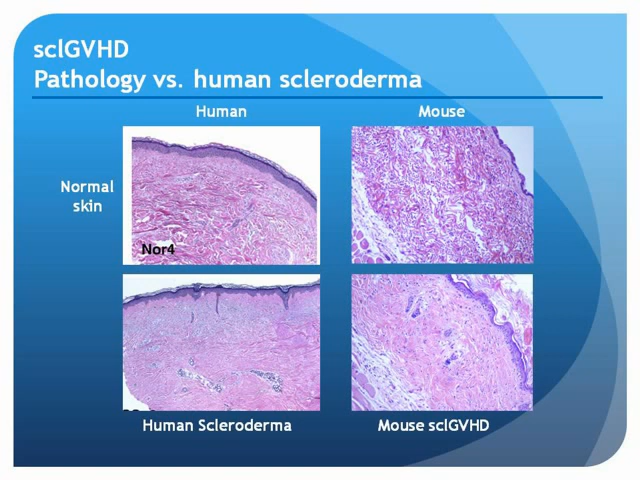 sclGVHD
Pathology vs. human scleroderma
Human
Mouse
Normal
skin
Nor4
Human Scleroderma
Mouse sclGVHD